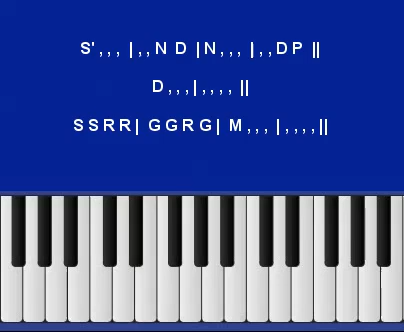 S' , , , | , , N D | N , , , | , , D P ||
D , , , | , , , , ||
S S R R | G G R G | M , , , | , , , , ||